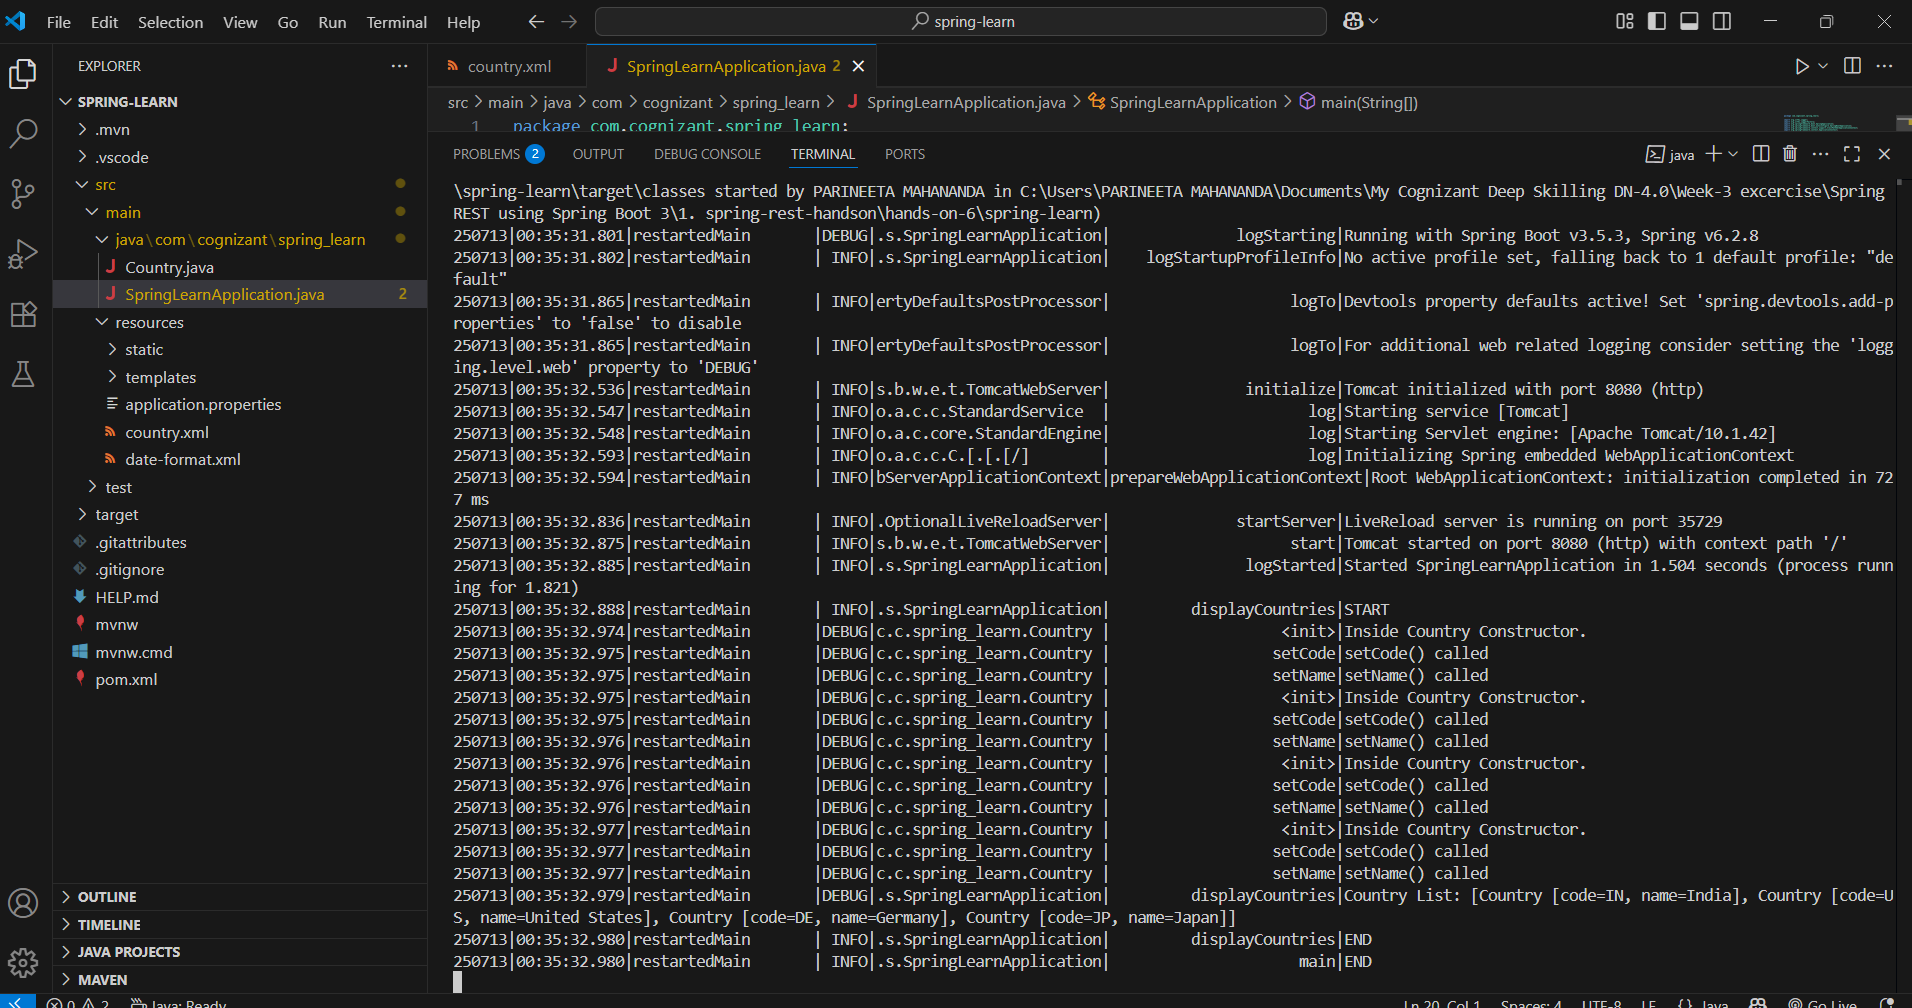 File Edit Selection View Go Run Terminal Help
spring-learn
EXPLORER
SPRING-LEARN
.mvn
.vscode
src
main
java\com\cognizant\spring_learn
Country.java
SpringLearnApplication.java 2
resources
static
templates
application.properties
country.xml
date-format.xml
test
target
.gitattributes
.gitignore
HELP.md
mvnw
mvnw.cmd
pom.xml
OUTLINE
TIMELINE
JAVA PROJECTS
MAVEN
country.xml SpringLearnApplication.java 2
src > main > java > com > cognizant > spring_learn > SpringLearnApplication.java > SpringLearnApplication > main(String[])
1 package com.cognizant.spring_learn;
PROBLEMS 2 OUTPUT DEBUG CONSOLE TERMINAL PORTS
java
\spring-learn\target\classes started by PARINEETA MAHANANDA in C:\Users\PARINEETA MAHANANDA\Documents\My Cognizant Deep Skilling DN-4.0\Week-3 excercise\Spring
REST using Spring Boot 3\1. spring-rest-handson\hands-on-6\spring-learn)
250713|00:35:31.801|restartedMain |DEBUG|.s.SpringLearnApplication| logStarting|Running with Spring Boot v3.5.3, Spring v6.2.8
250713|00:35:31.802|restartedMain | INFO|.s.SpringLearnApplication| logStartupProfileInfo|No active profile set, falling back to 1 default profile: "de
fault"
250713|00:35:31.865|restartedMain | INFO|ertyDefaultsPostProcessor| logTo|Devtools property defaults active! Set 'spring.devtools.add-p
roperties' to 'false' to disable
250713|00:35:31.865|restartedMain | INFO|ertyDefaultsPostProcessor| logTo|For additional web related logging consider setting the 'logg
ing.level.web' property to 'DEBUG'
250713|00:35:32.536|restartedMain | INFO|s.b.w.e.t.TomcatWebServer| initialize|Tomcat initialized with port 8080 (http)
250713|00:35:32.547|restartedMain | INFO|o.a.c.c.StandardService | log|Starting service [Tomcat]
250713|00:35:32.548|restartedMain | INFO|o.a.c.core.StandardEngine| log|Starting Servlet engine: [Apache Tomcat/10.1.42]
250713|00:35:32.593|restartedMain | INFO|o.a.c.c.C.[.[.[/] | log|Initializing Spring embedded WebApplicationContext
250713|00:35:32.594|restartedMain | INFO|bServerApplicationContext|prepareWebApplicationContext|Root WebApplicationContext: initialization completed in 72
7 ms
250713|00:35:32.836|restartedMain | INFO|.OptionalLiveReloadServer| startServer|LiveReload server is running on port 35729
250713|00:35:32.875|restartedMain | INFO|s.b.w.e.t.TomcatWebServer| start|Tomcat started on port 8080 (http) with context path '/'
250713|00:35:32.885|restartedMain | INFO|.s.SpringLearnApplication| logStarted|Started SpringLearnApplication in 1.504 seconds (process runn
ing for 1.821)
250713|00:35:32.888|restartedMain | INFO|.s.SpringLearnApplication| displayCountries|START
250713|00:35:32.974|restartedMain |DEBUG|c.c.spring_learn.Country | <init>|Inside Country Constructor.
250713|00:35:32.975|restartedMain |DEBUG|c.c.spring_learn.Country | setCode|setCode() called
250713|00:35:32.975|restartedMain |DEBUG|c.c.spring_learn.Country | setName|setName() called
250713|00:35:32.975|restartedMain |DEBUG|c.c.spring_learn.Country | <init>|Inside Country Constructor.
250713|00:35:32.975|restartedMain |DEBUG|c.c.spring_learn.Country | setCode|setCode() called
250713|00:35:32.976|restartedMain |DEBUG|c.c.spring_learn.Country | setName|setName() called
250713|00:35:32.976|restartedMain |DEBUG|c.c.spring_learn.Country | <init>|Inside Country Constructor.
250713|00:35:32.976|restartedMain |DEBUG|c.c.spring_learn.Country | setCode|setCode() called
250713|00:35:32.976|restartedMain |DEBUG|c.c.spring_learn.Country | setName|setName() called
250713|00:35:32.977|restartedMain |DEBUG|c.c.spring_learn.Country | <init>|Inside Country Constructor.
250713|00:35:32.977|restartedMain |DEBUG|c.c.spring_learn.Country | setCode|setCode() called
250713|00:35:32.977|restartedMain |DEBUG|c.c.spring_learn.Country | setName|setName() called
250713|00:35:32.979|restartedMain |DEBUG|.s.SpringLearnApplication| displayCountries|Country List: [Country [code=IN, name=India], Country [code=U
S, name=United States], Country [code=DE, name=Germany], Country [code=JP, name=Japan]]
250713|00:35:32.980|restartedMain | INFO|.s.SpringLearnApplication| displayCountries|END
250713|00:35:32.980|restartedMain | INFO|.s.SpringLearnApplication| main|END
0 2 Java: Ready Ln 20, Col 1 Spaces: 4 UTF-8 LF {} Java Go Live